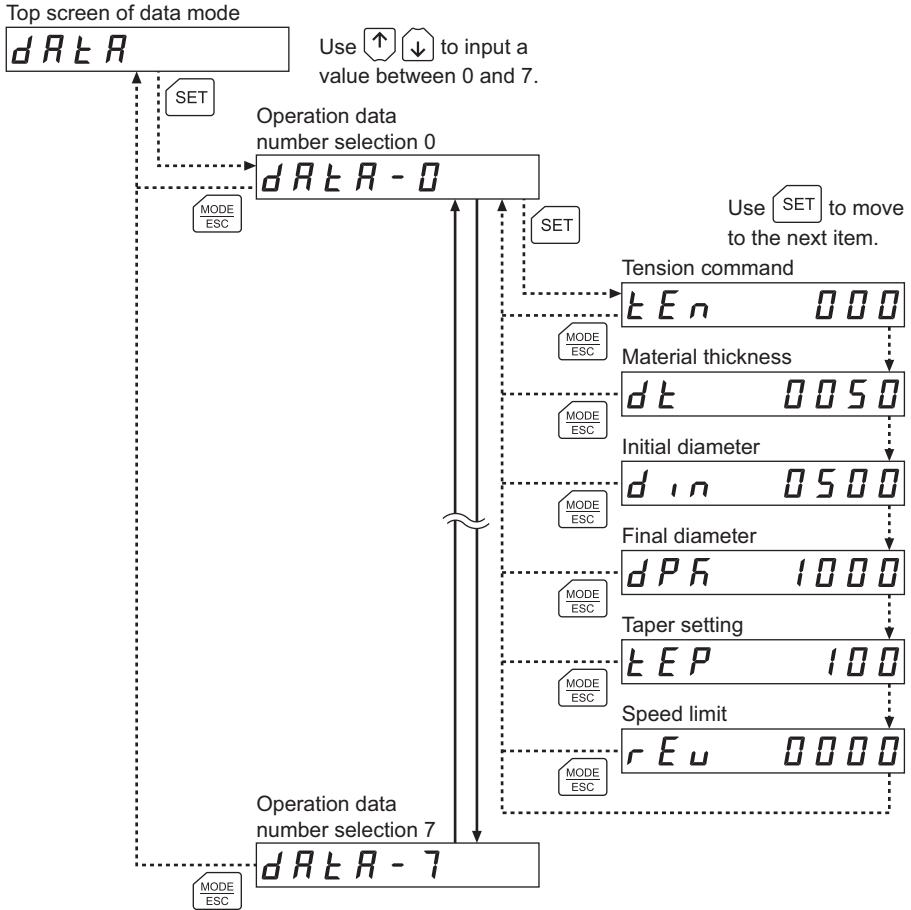 Top screen of data mode
dAtA
Use ↑ ↓ to input a
value between 0 and 7.
SET
Operation data
number selection 0
dAtA-0
MODE
ESC
SET
Use SET to move
to the next item.
Tension command
tEn 000
MODE
ESC
Material thickness
dt 0050
MODE
ESC
Initial diameter
din 0500
MODE
ESC
Final diameter
MODE
ESC
1000
Taper setting
tEP 100
MODE
ESC
Speed limit
rEv 0000
MODE
ESC
Operation data
number selection 7
dAtA-7
MODE
ESC